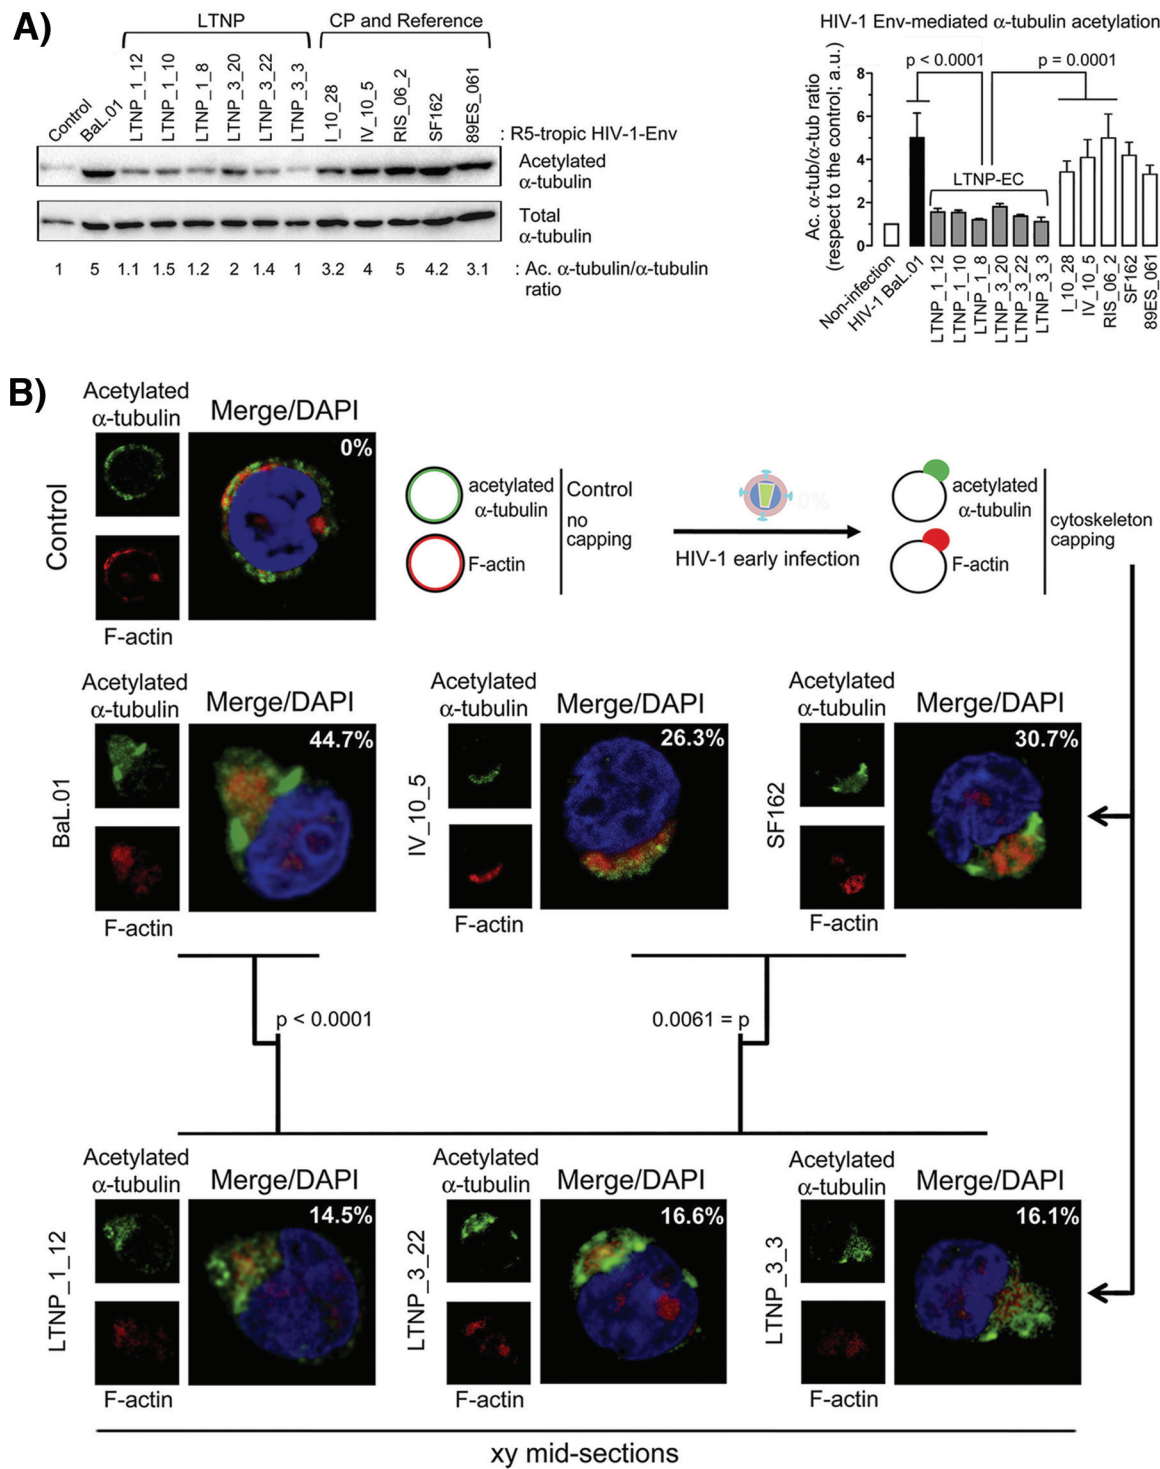 A)
LTNP
CP and Reference
Control
BaL.01
LTNP_1_12
LTNP_1_10
LTNP_1_8
LTNP_3_20
LTNP_3_22
LTNP_3_3
I_10_28
IV_10_5
RIS_06_2
SF162
89ES_061
: R5-tropic HIV-1-Env
Acetylated
α-tubulin
Total
α-tubulin
1 5 1.1 1.5 1.2 2 1.4 1 3.2 4 5 4.2 3.1
: Ac. α-tubulin/α-tubulin
ratio
HIV-1 Env-mediated α-tubulin acetylation
p < 0.0001
p = 0.0001
Ac. α-tub/α-tub ratio
(respect to the control; a.u.)
8
6
4
2
0
LTNP-EC
Non-infection
HIV-1 BaL.01
LTNP_1_12
LTNP_1_10
LTNP_1_8
LTNP_3_20
LTNP_3_22
LTNP_3_3
I_10_28
IV_10_5
RIS_06_2
SF162
89ES_061
B)
Acetylated
α-tubulin
Merge/DAPI
Control
0%
F-actin
acetylated
α-tubulin
F-actin
Control
no
capping
0%
HIV-1 early infection
acetylated
α-tubulin
F-actin
cytoskeleton
capping
Acetylated
α-tubulin
Merge/DAPI
BaL.01
44.7%
F-actin
Acetylated
α-tubulin
Merge/DAPI
IV_10_5
26.3%
F-actin
Acetylated
α-tubulin
Merge/DAPI
SF162
30.7%
F-actin
p < 0.0001
0.0061 = p
Acetylated
α-tubulin
Merge/DAPI
LTNP_1_12
14.5%
F-actin
Acetylated
α-tubulin
Merge/DAPI
LTNP_3_22
16.6%
F-actin
Acetylated
α-tubulin
Merge/DAPI
LTNP_3_3
16.1%
F-actin
xy mid-sections